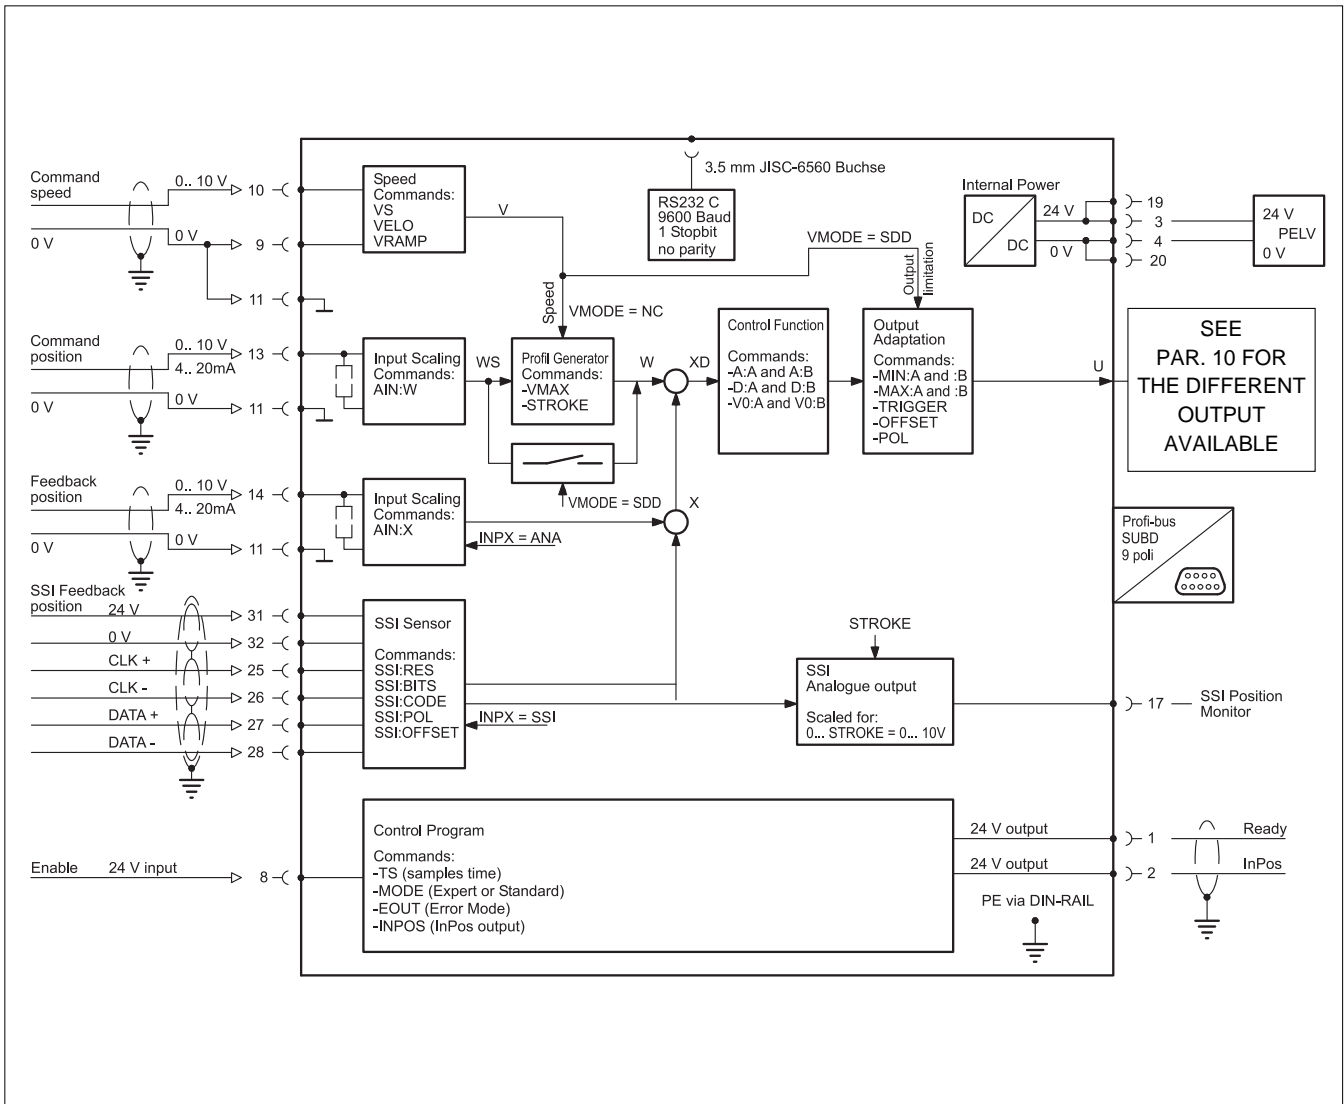 Command
speed
0.. 10 V
10
0 V
0 V
9
11
Speed
Commands:
VS
VELO
VRAMP
V
3.5 mm JISC-6560 Buchse
RS232 C
9600 Baud
1 Stopbit
no parity
Internal Power
DC
DC
24 V
0 V
19
3
4
20
24 V
PELV
0 V
VMODE = SDD
Output
limitation
Speed
VMODE = NC
Command
position
0.. 10 V
4.. 20mA
13
0 V
0 V
11
Input Scaling
Commands:
AIN:W
WS
Profil Generator
Commands:
-VMAX
-STROKE
W
XD
Control Function
Commands:
-A:A and A:B
-D:A and D:B
-V0:A and V0:B
Output
Adaptation
Commands:
-MIN:A and :B
-MAX:A and :B
-TRIGGER
-OFFSET
-POL
U
SEE
PAR. 10 FOR
THE DIFFERENT
OUTPUT
AVAILABLE
VMODE = SDD
X
Feedback
position
0.. 10 V
4.. 20mA
14
0 V
0 V
11
Input Scaling
Commands:
AIN:X
INPX = ANA
Profi-bus
SUBD
9 poli
SSI Feedback
position
24 V
31
0 V
32
CLK +
25
CLK -
26
DATA +
27
DATA -
28
SSI Sensor
Commands:
SSI:RES
SSI:BITS
SSI:CODE
SSI:POL
SSI:OFFSET
INPX = SSI
STROKE
SSI
Analogue output
Scaled for:
0... STROKE = 0... 10V
17
SSI Position
Monitor
Enable
24 V input
8
Control Program
Commands:
-TS (samples time)
-MODE (Expert or Standard)
-EOUT (Error Mode)
-INPOS (InPos output)
24 V output
1
Ready
24 V output
2
InPos
PE via DIN-RAIL